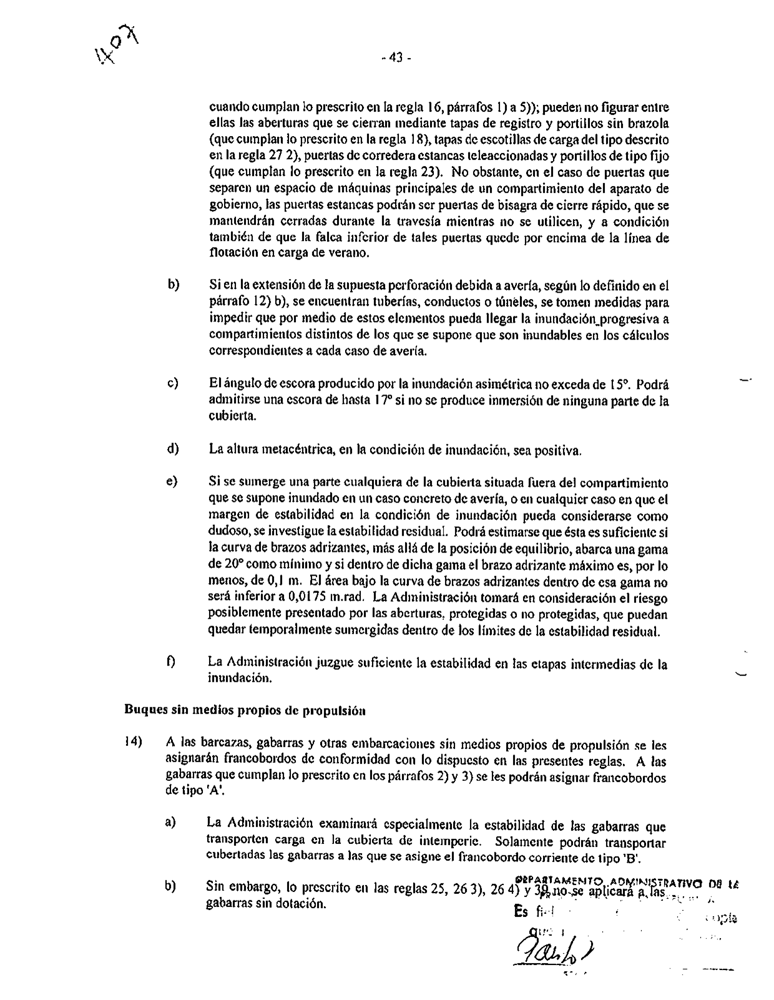 407
- 43 -
cuando cumplan lo prescrito en la regla 16, párrafos 1) a 5)); pueden no figurar entre
ellas las aberturas que se cierran mediante tapas de registro y portillos sin brazola
(que cumplan lo prescrito en la regla 18), tapas de escotillas de carga del tipo descrito
en la regla 27 2), puertas de corredera estancas teleaccionadas y portillos de tipo fijo
(que cumplan lo prescrito en la regla 23). No obstante, en el caso de puertas que
separen un espacio de máquinas principales de un compartimiento del aparato de
gobierno, las puertas estancas podrán ser puertas de bisagra de cierre rápido, que se
mantendrán cerradas durante la travesía mientras no se utilicen, y a condición
también de que la falca inferior de tales puertas quede por encima de la línea de
flotación en carga de verano.
b) Si en la extensión de la supuesta perforación debida a avería, según lo definido en el
párrafo 12) b), se encuentran tuberías, conductos o túneles, se tomen medidas para
impedir que por medio de estos elementos pueda llegar la inundación progresiva a
compartimientos distintos de los que se supone que son inundables en los cálculos
correspondientes a cada caso de avería.
c) El ángulo de escora producido por la inundación asimétrica no exceda de 15°. Podrá
admitirse una escora de hasta 17° si no se produce inmersión de ninguna parte de la
cubierta.
d) La altura metacéntrica, en la condición de inundación, sea positiva.
e) Si se sumerge una parte cualquiera de la cubierta situada fuera del compartimiento
que se supone inundado en un caso concreto de avería, o en cualquier caso en que el
margen de estabilidad en la condición de inundación pueda considerarse como
dudoso, se investigue la estabilidad residual. Podrá estimarse que ésta es suficiente si
la curva de brazos adrizantes, más allá de la posición de equilibrio, abarca una gama
de 20° como mínimo y si dentro de dicha gama el brazo adrizante máximo es, por lo
menos, de 0,1 m. El área bajo la curva de brazos adrizantes dentro de esa gama no
será inferior a 0,0175 m.rad. La Administración tomará en consideración el riesgo
posiblemente presentado por las aberturas, protegidas o no protegidas, que puedan
quedar temporalmente sumergidas dentro de los límites de la estabilidad residual.
f) La Administración juzgue suficiente la estabilidad en las etapas intermedias de la
inundación.
Buques sin medios propios de propulsión
14) A las barcazas, gabarras y otras embarcaciones sin medios propios de propulsión se les
asignarán francobordos de conformidad con lo dispuesto en las presentes reglas. A las
gabarras que cumplan lo prescrito en los párrafos 2) y 3) se les podrán asignar francobordos
de tipo 'A'.
a) La Administración examinará especialmente la estabilidad de las gabarras que
transporten carga en la cubierta de intemperie. Solamente podrán transportar
cubertadas las gabarras a las que se asigne el francobordo corriente de tipo 'B'.
DEPARTAMENTO ADMINISTRATIVO DE LA
b) Sin embargo, lo prescrito en las reglas 25, 26 3), 26 4) y 39 no se aplicará a las
gabarras sin dotación.
Es copia